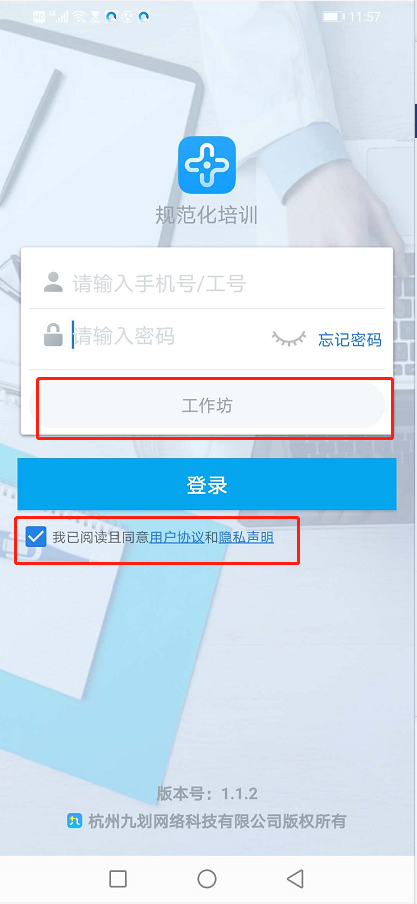 11:57
规范化培训
请输入手机号/工号
请输入密码
忘记密码
工作坊
登录
我已阅读且同意用户协议和隐私声明
版本号：1.1.2
杭州九划网络科技有限公司版权所有